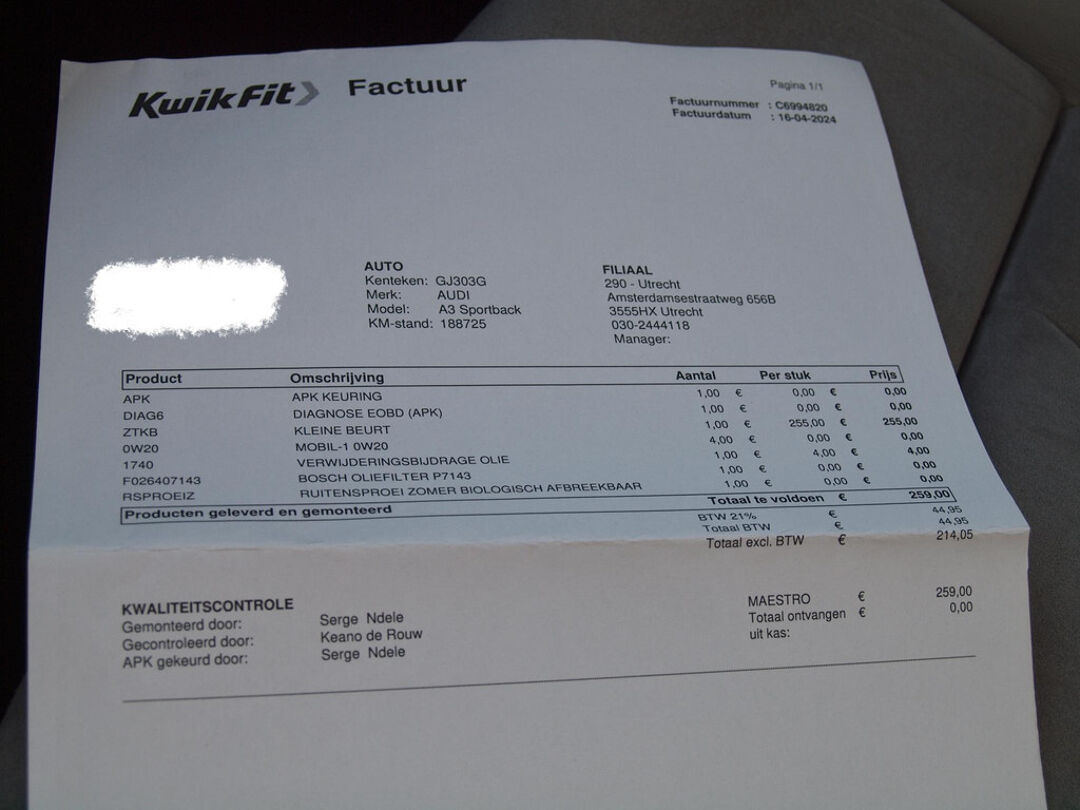 KwikFit Factuur
Pagina 1/1
Factuurnummer : C6994820
Factuurdatum : 16-04-2024
AUTO
Kenteken: GJ303G
Merk: AUDI
Model: A3 Sportback
KM-stand: 188725
FILIAAL
290 - Utrecht
Amsterdamsestraatweg 656B
3555HX Utrecht
030-2444118
Manager:
Product Omschrijving Aantal Per stuk Prijs
APK APK KEURING 1,00 € 0,00 € 0,00
DIAG6 DIAGNOSE EOBD (APK) 1,00 € 0,00 € 0,00
ZTKB KLEINE BEURT 1,00 € 255,00 € 255,00
0W20 MOBIL-1 0W20 4,00 € 0,00 € 0,00
1740 VERWIJDERINGSBIJDRAGE OLIE 1,00 € 4,00 € 4,00
F026407143 BOSCH OLIEFILTER P7143 1,00 € 0,00 € 0,00
RSPROEIZ RUITENSPROEI ZOMER BIOLOGISCH AFBREEKBAAR 1,00 € 0,00 € 0,00
Producten geleverd en gemonteerd Totaal te voldoen € 259,00
BTW 21% € 44,95
Totaal BTW € 44,95
Totaal excl. BTW € 214,05
KWALITEITSCONTROLE
Gemonteerd door: Serge Ndele
Gecontroleerd door: Keano de Rouw
APK gekeurd door: Serge Ndele
MAESTRO € 259,00
Totaal ontvangen € 0,00
uit kas: